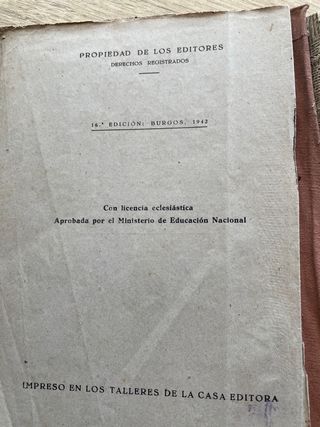 PROPIEDAD DE LOS EDITORES
DERECHOS REGISTRADOS
16.ª EDICIÓN: BURGOS, 1942
Con licencia eclesiástica
Aprobada por el Ministerio de Educación Nacional
IMPRESO EN LOS TALLERES DE LA CASA EDITORA